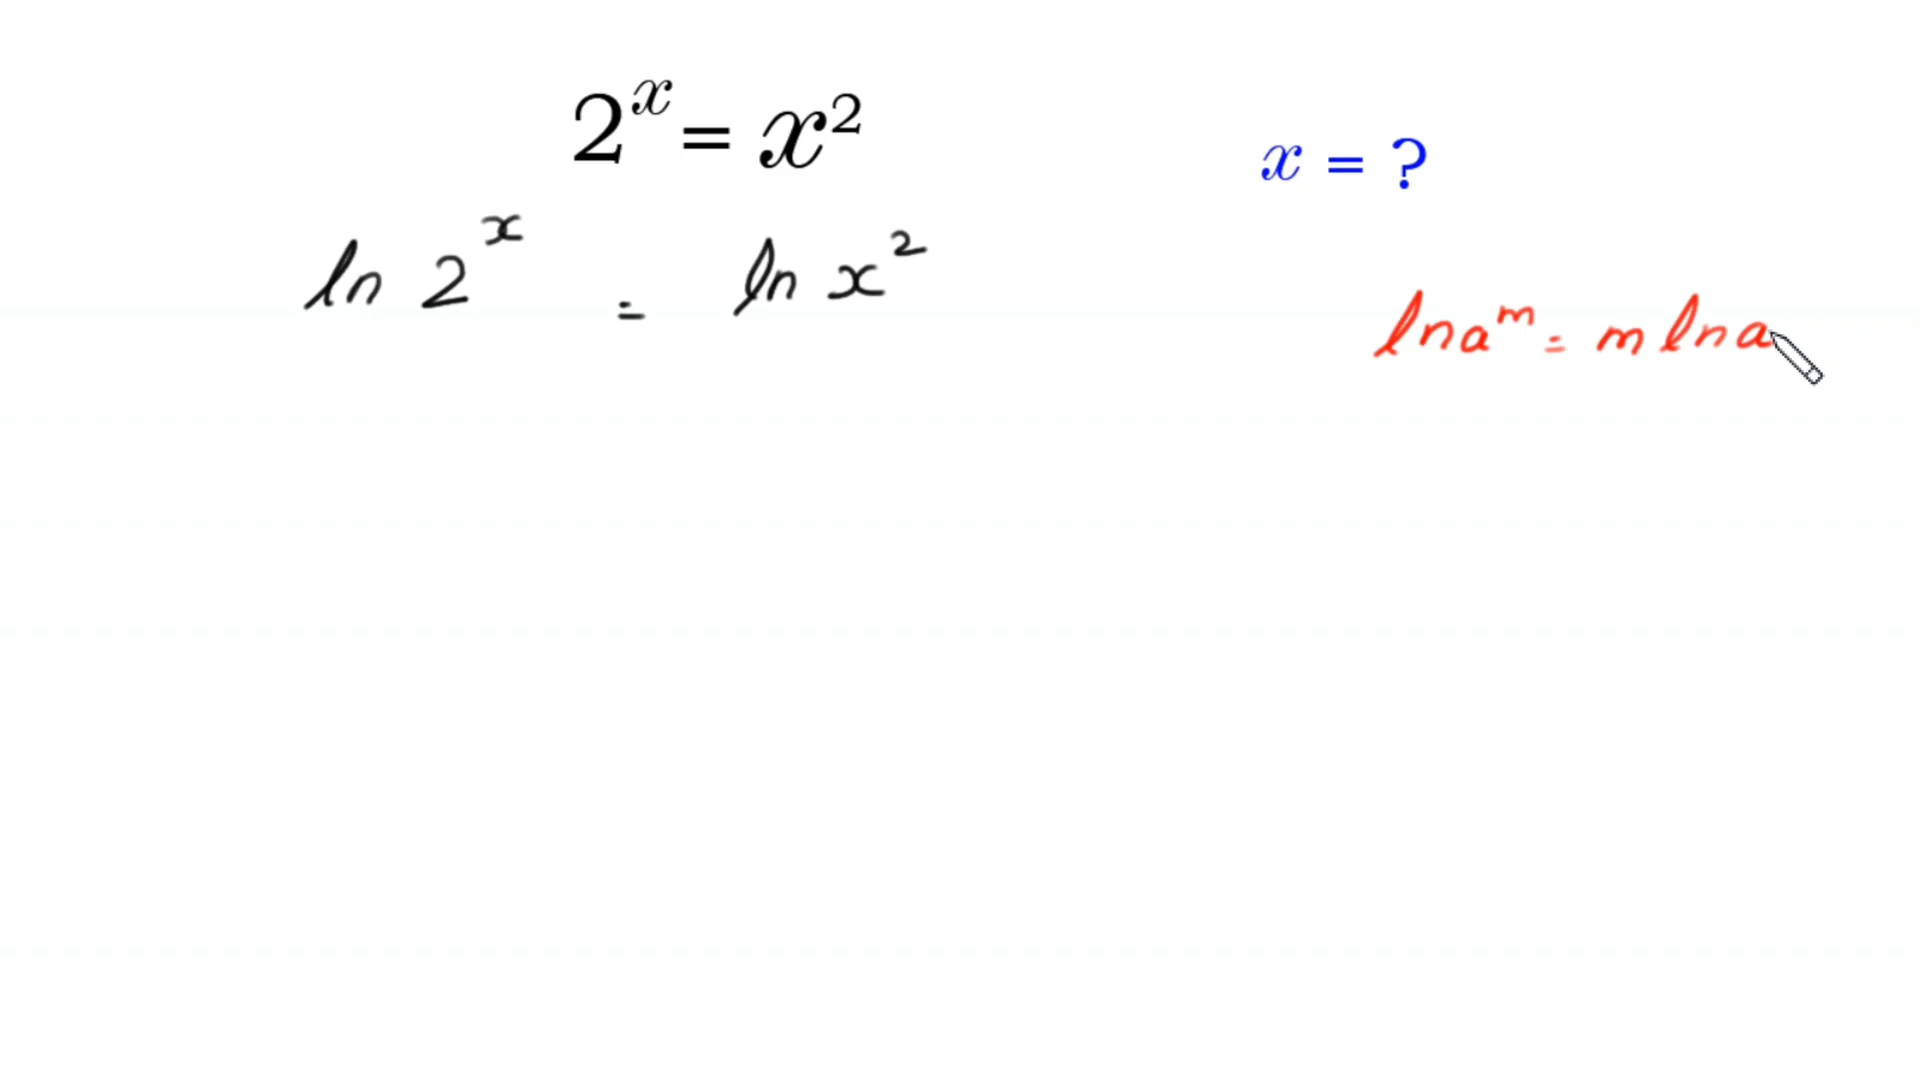 2^x = x^2
x = ?
ln 2^x = ln x^2
ln a^m = m ln a